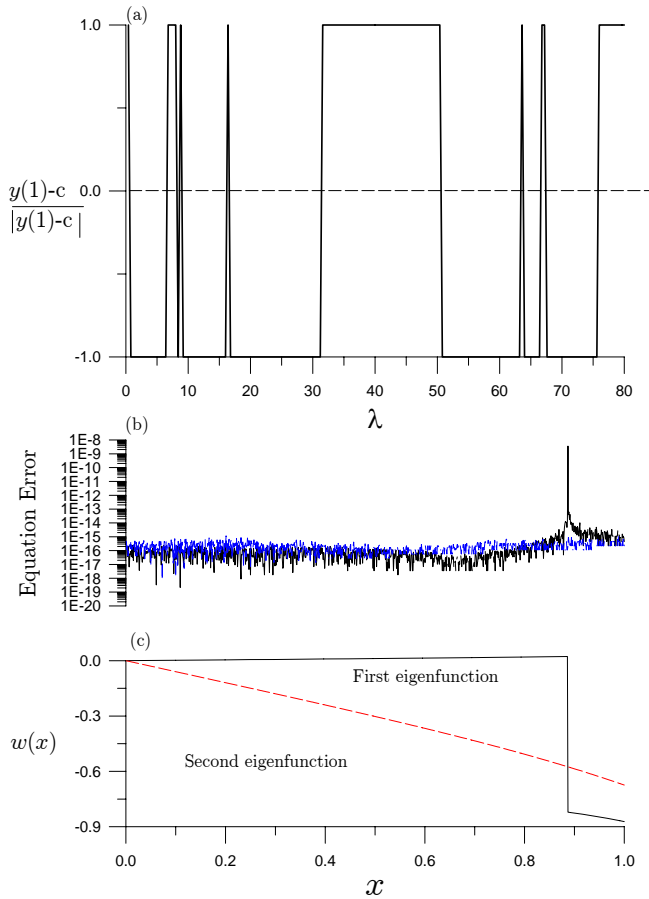 (a)
1.0
0.0
-1.0
y(1)-c
|y(1)-c|
0 10 20 30 40 50 60 70 80
λ
(b)
1E-8
1E-9
1E-10
1E-11
1E-12
1E-13
1E-14
1E-15
1E-16
1E-17
1E-18
1E-19
1E-20
Equation Error
(c)
0.0
-0.3
-0.6
-0.9
w(x)
First eigenfunction
Second eigenfunction
0.0 0.2 0.4 0.6 0.8 1.0
x